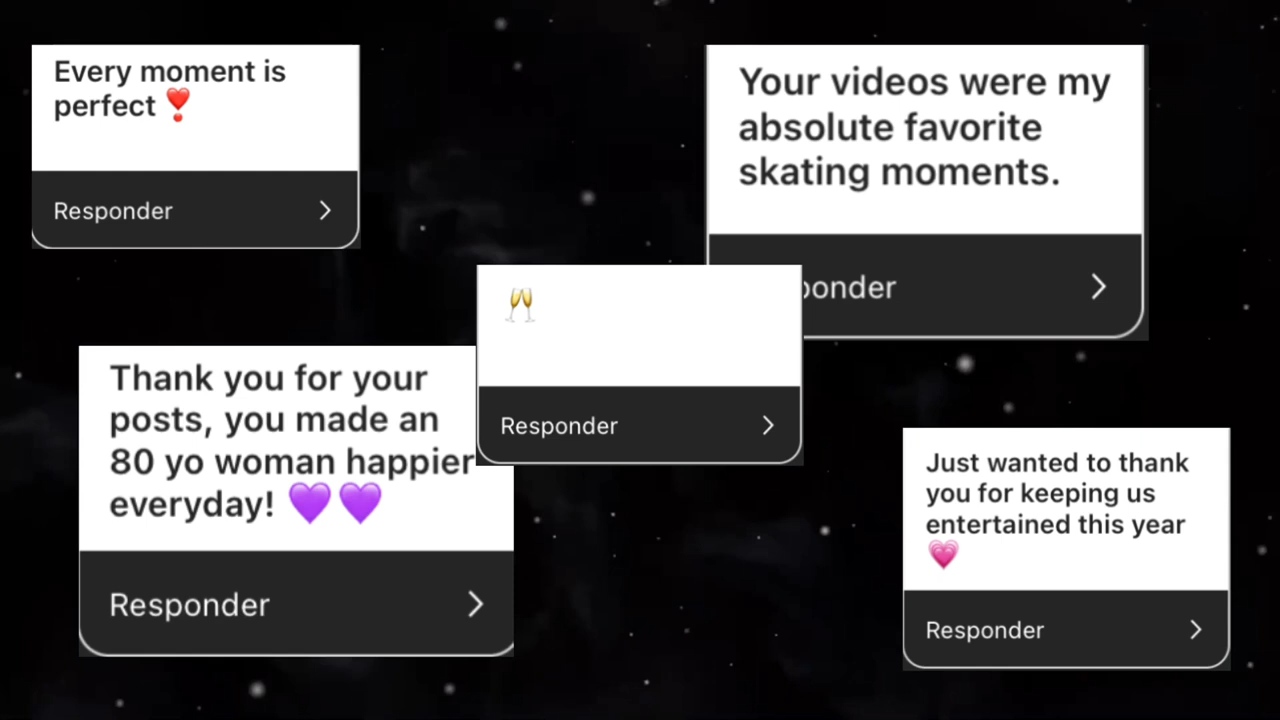 Every moment is
perfect ❣️
Responder
Your videos were my
absolute favorite
skating moments.
ponder
🥂
Responder
Thank you for your
posts, you made an
80 yo woman happier
everyday! 💜💜
Responder
Just wanted to thank
you for keeping us
entertained this year
💗
Responder